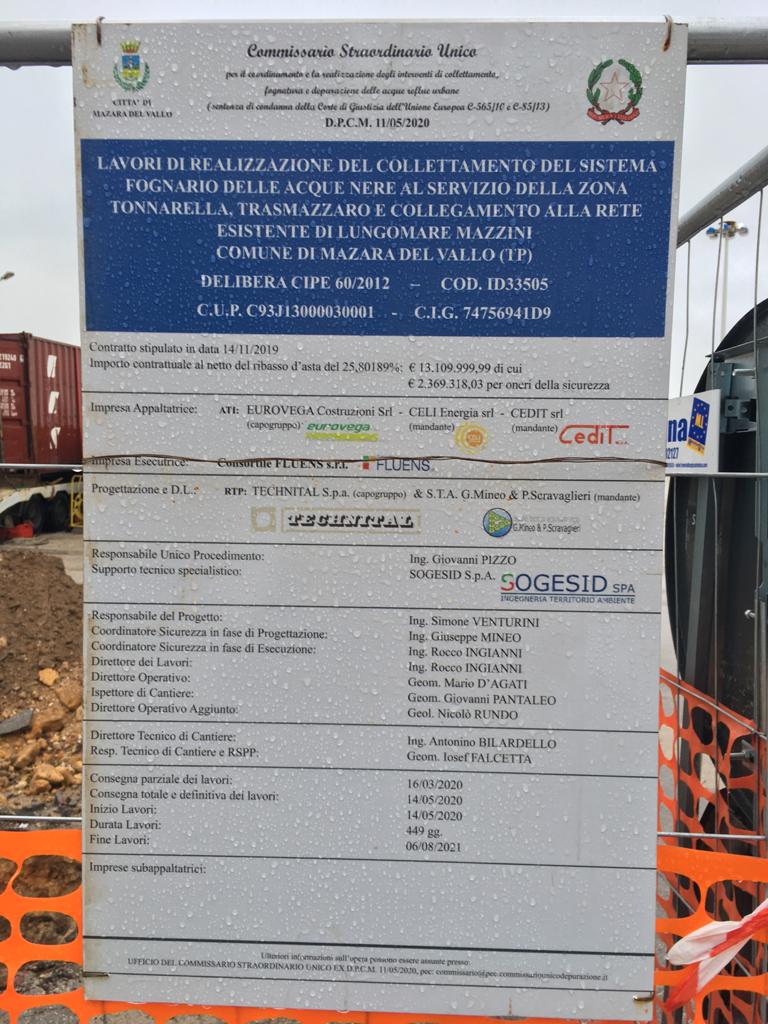 Commissario Straordinario Unico
per il coordinamento e la realizzazione degli interventi di collettamento,
fognatura e depurazione delle acque reflue urbane
(sentenza di condanna della Corte di Giustizia dell'Unione Europea C-565/10 e C-85/13)
D.P.C.M. 11/05/2020
CITTA' DI
MAZARA DEL VALLO
LAVORI DI REALIZZAZIONE DEL COLLETTAMENTO DEL SISTEMA
FOGNARIO DELLE ACQUE NERE AL SERVIZIO DELLA ZONA
TONNARELLA, TRASMAZZARO E COLLEGAMENTO ALLA RETE
ESISTENTE DI LUNGOMARE MAZZINI
COMUNE DI MAZARA DEL VALLO (TP)
DELIBERA CIPE 60/2012 – COD. ID33505
C.U.P. C93J13000030001 - C.I.G. 74756941D9
Contratto stipulato in data 14/11/2019
Importo contrattuale al netto del ribasso d'asta del 25,80189%: € 13.109.999,99 di cui
€ 2.369.318,03 per oneri della sicurezza
Impresa Appaltatrice: ATI: EUROVEGA Costruzioni Srl - CELI Energia srl - CEDIT srl
(capogruppo) eurovega (mandante) (mandante) CediT
Impresa Esecutrice: Consortile FLUENS s.r.l. FLUENS
Progettazione e D.L.: RTP: TECHNITAL S.p.a. (capogruppo) & S.T.A. G.Mineo & P.Scravaglieri (mandante)
TECHNITAL G.Mineo & P.Scravaglieri
Responsabile Unico Procedimento: Ing. Giovanni PIZZO
Supporto tecnico specialistico: SOGESID S.p.A. SOGESID SPA
INGEGNERIA TERRITORIO AMBIENTE
Responsabile del Progetto: Ing. Simone VENTURINI
Coordinatore Sicurezza in fase di Progettazione: Ing. Giuseppe MINEO
Coordinatore Sicurezza in fase di Esecuzione: Ing. Rocco INGIANNI
Direttore dei Lavori: Ing. Rocco INGIANNI
Direttore Operativo: Geom. Mario D'AGATI
Ispettore di Cantiere: Geom. Giovanni PANTALEO
Direttore Operativo Aggiunto: Geol. Nicolò RUNDO
Direttore Tecnico di Cantiere: Ing. Antonino BILARDELLO
Resp. Tecnico di Cantiere e RSPP: Geom. Iosef FALCETTA
Consegna parziale dei lavori: 16/03/2020
Consegna totale e definitiva dei lavori: 14/05/2020
Inizio Lavori: 14/05/2020
Durata Lavori: 449 gg.
Fine Lavori: 06/08/2021
Imprese subappaltatrici:
Ulteriori informazioni sull'opera possono essere assunte presso:
UFFICIO DEL COMMISSARIO STRAORDINARIO UNICO EX D.P.C.M. 11/05/2020, pec: commissario@pec.commissariounicodepurazione.it
na